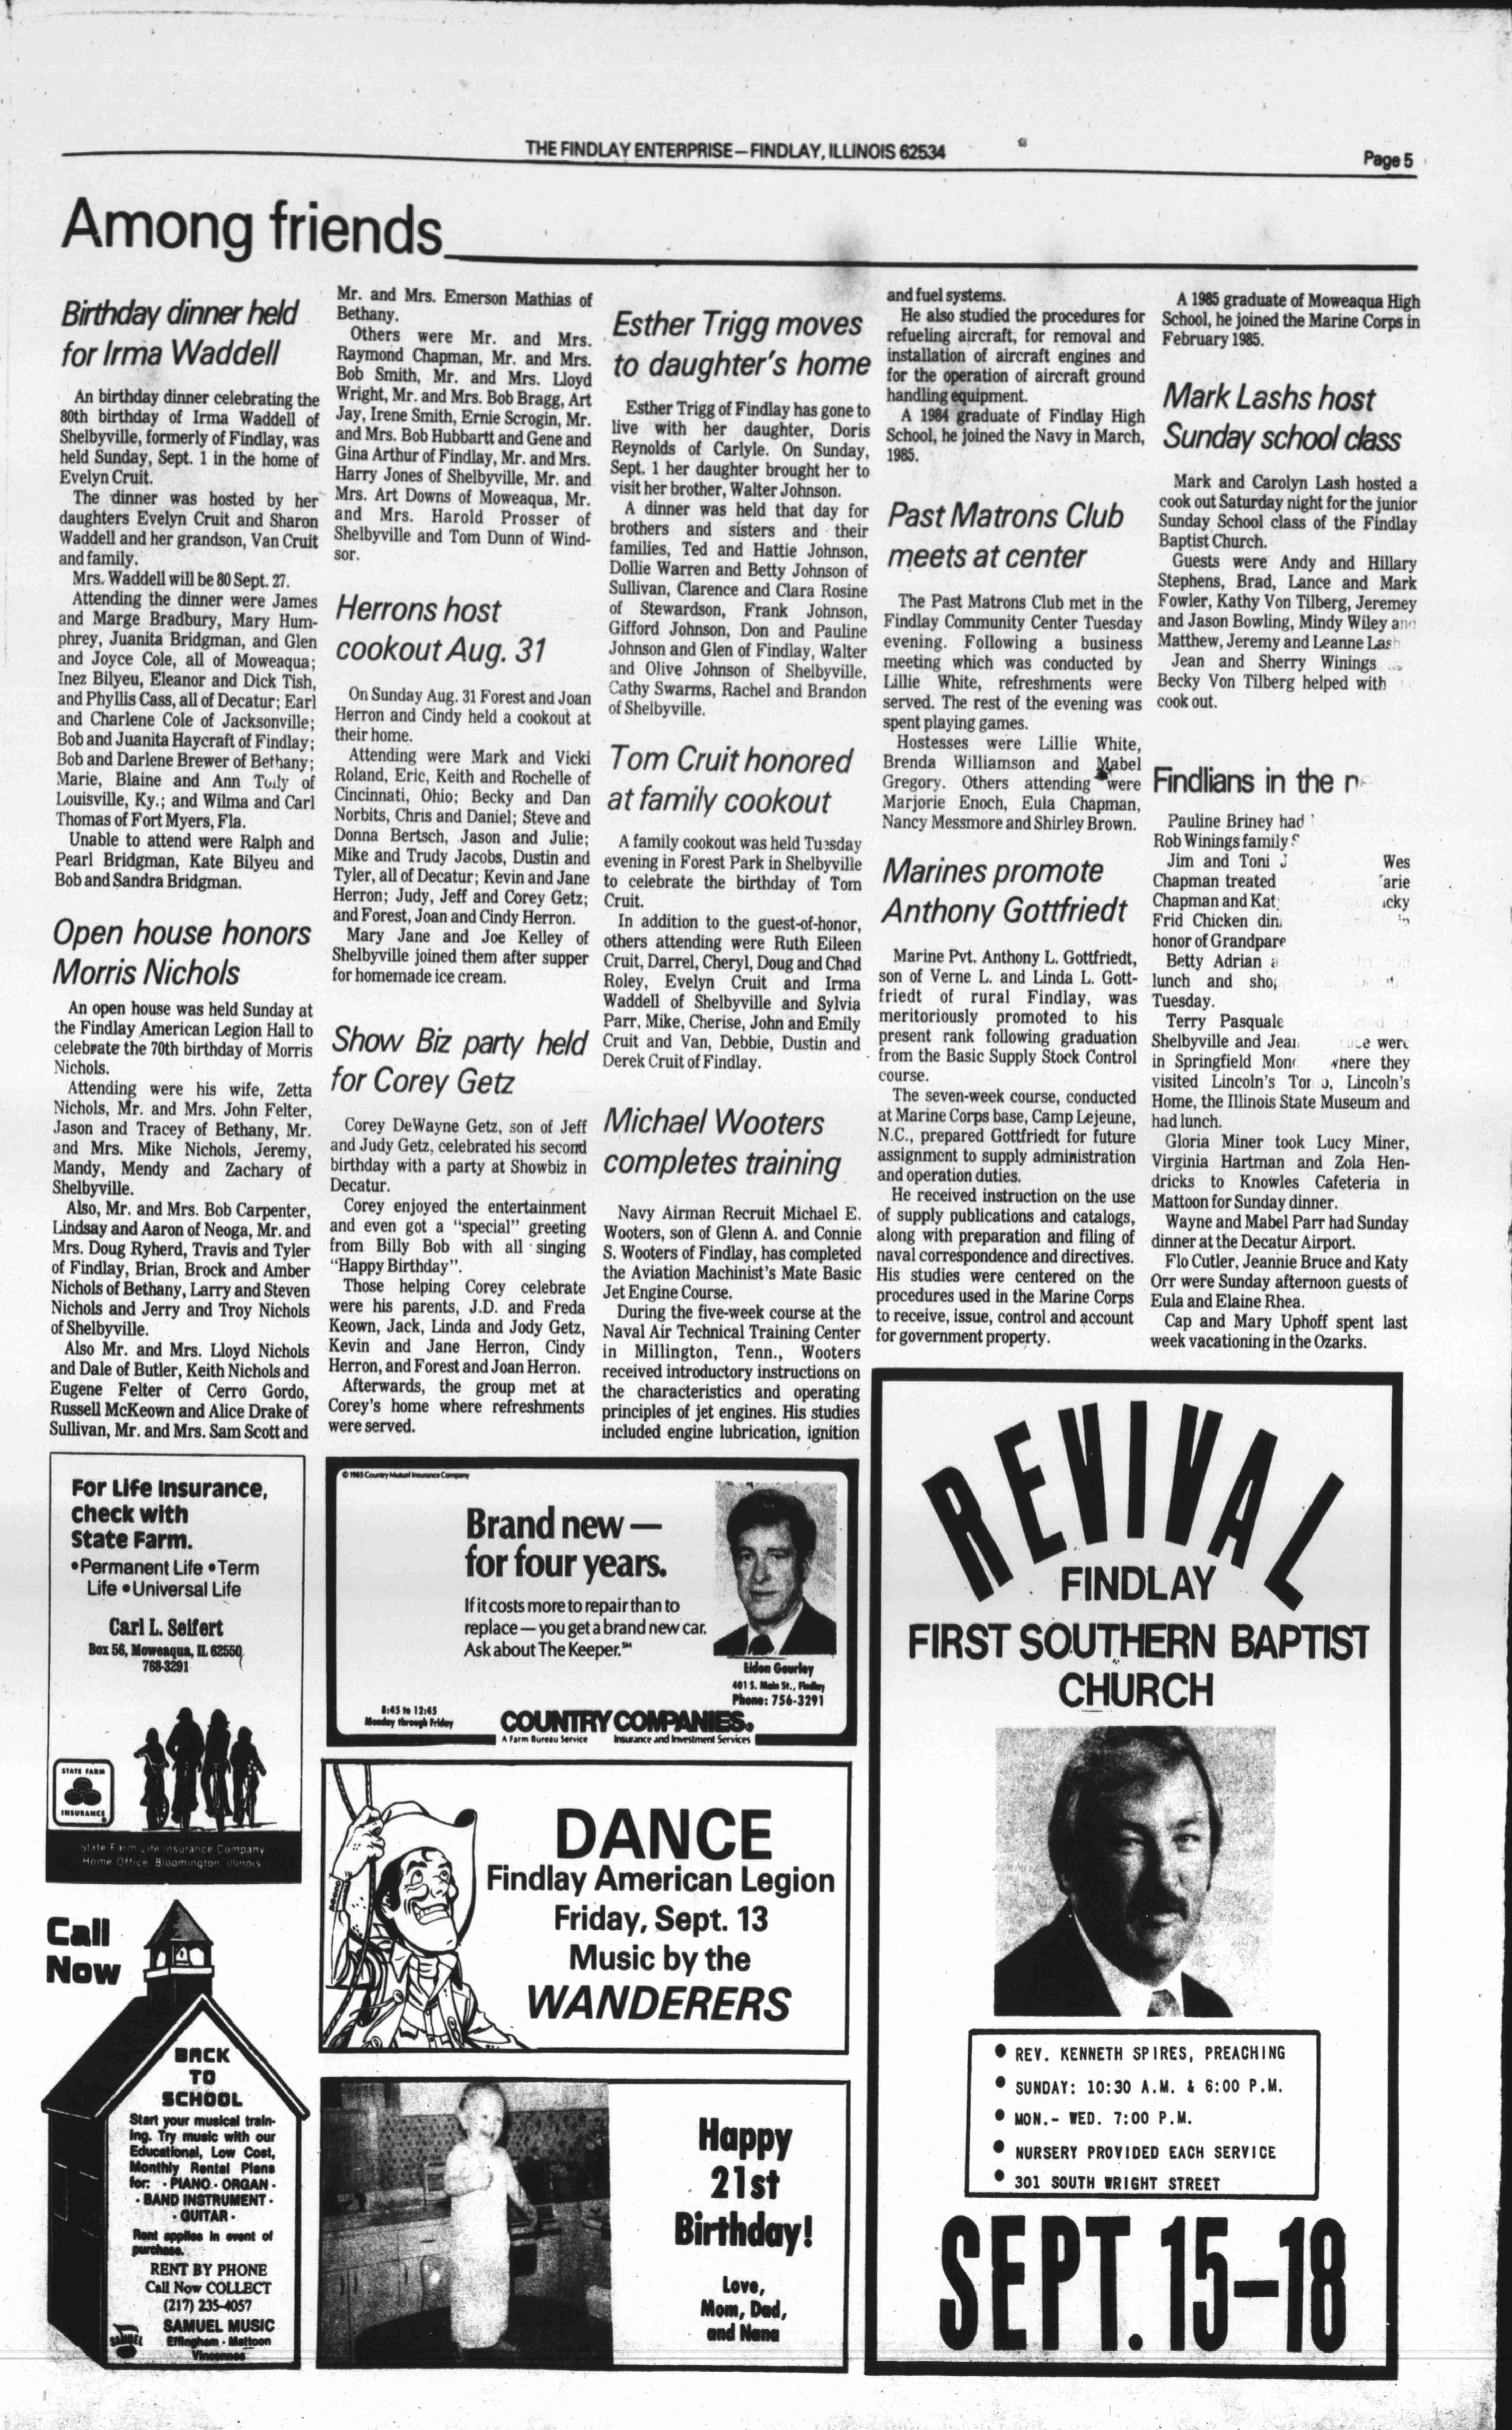 THE FINDLAY ENTERPRISE—FINDLAY, ILLINOIS 62534
Page 5
Among friends
Birthday dinner held
for Irma Waddell
An birthday dinner celebrating the
80th birthday of Irma Waddell of
Shelbyville, formerly of Findlay, was
held Sunday, Sept. 1 in the home of
Evelyn Cruit.
The dinner was hosted by her
daughters Evelyn Cruit and Sharon
Waddell and her grandson, Van Cruit
and family.
Mrs. Waddell will be 80 Sept. 27.
Attending the dinner were James
and Marge Bradbury, Mary Hum-
phrey, Juanita Bridgman, and Glen
and Joyce Cole, all of Moweaqua;
Inez Bilyeu, Eleanor and Dick Tish,
and Phyllis Cass, all of Decatur; Earl
and Charlene Cole of Jacksonville;
Bob and Juanita Haycraft of Findlay;
Bob and Darlene Brewer of Bethany;
Marie, Blaine and Ann of
Louisville, Ky.; and Wilma and Carl
Thomas of Fort Myers, Fla.
Unable to attend were Ralph and
Pearl Bridgman, Kate Bilyeu and
Bob and Sandra Bridgman.
Open house honors
Morris Nichols
An open house was held Sunday at
the Findlay American Legion Hall to
celebrate the 70th birthday of Morris
Nichols.
Attending were his wife, Zetta
Nichols, Mr. and Mrs. John Felter,
Jason and Tracey of Bethany, Mr.
and Mrs. Mike Nichols, Jeremy,
Mandy, Mendy and Zachary of
Shelbyville.
Also, Mr. and Mrs. Bob Carpenter,
Lindsay and Aaron of Neoga, Mr. and
Mrs. Doug Ryherd, Travis and Tyler
of Findlay, Brian, Brock and Amber
Nichols of Bethany, Larry and Steven
Nichols and Jerry and Troy Nichols
of Shelbyville.
Also Mr. and Mrs. Lloyd Nichols
and Dale of Butler, Keith Nichols and
Eugene Felter of Cerro Gordo,
Russell McKeown and Alice Drake of
Sullivan, Mr. and Mrs. Sam Scott and
Mr. and Mrs. Emerson Mathias of
Bethany.
Others were Mr. and Mrs.
Raymond Chapman, Mr. and Mrs.
Bob Smith, Mr. and Mrs. Lloyd
Wright, Mr. and Mrs. Bob Bragg, Art
Jay, Irene Smith, Ernie Scrogin, Mr.
and Mrs. Bob Hubbartt and Gene and
Gina Arthur of Findlay, Mr. and Mrs.
Harry Jones of Shelbyville, Mr. and
Mrs. Art Downs of Moweaqua, Mr.
and Mrs. Harold Prosser of
Shelbyville and Tom Dunn of Wind-
sor.
Herrons host
cookout Aug. 31
On Sunday Aug. 31 Forest and Joan
Herron and Cindy held a cookout at
their home.
Attending were Mark and Vicki
Roland, Eric, Keith and Rochelle of
Cincinnati, Ohio; Becky and Dan
Norbits, Chris and Daniel; Steve and
Donna Bertsch, Jason and Julie;
Mike and Trudy Jacobs, Dustin and
Tyler, all of Decatur; Kevin and Jane
Herron; Judy, Jeff and Corey Getz;
and Forest, Joan and Cindy Herron.
Mary Jane and Joe Kelley of
Shelbyville joined them after supper
for homemade ice cream.
Show Biz party held
for Corey Getz
Corey DeWayne Getz, son of Jeff
and Judy Getz, celebrated his second
birthday with a party at Showbiz in
Decatur.
Corey enjoyed the entertainment
and even got a "special" greeting
from Billy Bob with all singing
"Happy Birthday".
Those helping Corey celebrate
were his parents, J.D. and Freda
Keown, Jack, Linda and Jody Getz,
Kevin and Jane Herron, Cindy
Herron, and Forest and Joan Herron.
Afterwards, the group met at
Corey's home where refreshments
were served.
Esther Trigg moves
to daughter's home
Esther Trigg of Findlay has gone to
live with her daughter, Doris
Reynolds of Carlyle. On Sunday,
Sept. 1 her daughter brought her to
visit her brother, Walter Johnson.
A dinner was held that day for
brothers and sisters and their
families, Ted and Hattie Johnson,
Dollie Warren and Betty Johnson of
Sullivan, Clarence and Clara Rosine
of Stewardson, Frank Johnson,
Gifford Johnson, Don and Pauline
Johnson and Glen of Findlay, Walter
and Olive Johnson of Shelbyville,
Cathy Swarms, Rachel and Brandon
of Shelbyville.
Tom Cruit honored
at family cookout
A family cookout was held Tuesday
evening in Forest Park in Shelbyville
to celebrate the birthday of Tom
Cruit.
In addition to the guest-of-honor,
others attending were Ruth Eileen
Cruit, Darrel, Cheryl, Doug and Chad
Roley, Evelyn Cruit and Irma
Waddell of Shelbyville and Sylvia
Parr, Mike, Cherise, John and Emily
Cruit and Van, Debbie, Dustin and
Derek Cruit of Findlay.
Michael Wooters
completes training
Navy Airman Recruit Michael E.
Wooters, son of Glenn A. and Connie
S. Wooters of Findlay, has completed
the Aviation Machinist's Mate Basic
Jet Engine Course.
During the five-week course at the
Naval Air Technical Training Center
in Millington, Tenn., Wooters
received introductory instructions on
the characteristics and operating
principles of jet engines. His studies
included engine lubrication, ignition
and fuel systems.
He also studied the procedures for
refueling aircraft, for removal and
installation of aircraft engines and
for the operation of aircraft ground
handling equipment.
A 1984 graduate of Findlay High
School, he joined the Navy in March,
1985.
Past Matrons Club
meets at center
The Past Matrons Club met in the
Findlay Community Center Tuesday
evening. Following a business
meeting which was conducted by
Lillie White, refreshments were
served. The rest of the evening was
spent playing games.
Hostesses were Lillie White,
Brenda Williamson and Mabel
Gregory. Others attending were
Marjorie Enoch, Eula Chapman,
Nancy Messmore and Shirley Brown.
Marines promote
Anthony Gottfriedt
Marine Pvt. Anthony L. Gottfriedt,
son of Verne L. and Linda L. Gott-
friedt of rural Findlay, was
meritoriously promoted to his
present rank following graduation
from the Basic Supply Stock Control
course.
The seven-week course, conducted
at Marine Corps base, Camp Lejeune,
N.C., prepared Gottfriedt for future
assignment to supply administration
and operation duties.
He received instruction on the use
of supply publications and catalogs,
along with preparation and filing of
naval correspondence and directives.
His studies were centered on the
procedures used in the Marine Corps
to receive, issue, control and account
for government property.
A 1985 graduate of Moweaqua High
School, he joined the Marine Corps in
February 1985.
Mark Lashs host
Sunday school class
Mark and Carolyn Lash hosted a
cook out Saturday night for the junior
Sunday School class of the Findlay
Baptist Church.
Guests were Andy and Hillary
Stephens, Brad, Lance and Mark
Fowler, Kathy Von Tilberg, Jeremey
and Jason Bowling, Mindy Wiley and
Matthew, Jeremy and Leanne Lash
Jean and Sherry Winings
Becky Von Tilberg helped with
cook out.
Findlians in the
Pauline Briney had
Rob Winings family
Jim and Toni Wes
Chapman treated
Chapman and
Frid Chicken
honor of
Betty Adrian
lunch and
Tuesday.
Terry Pasquale
Shelbyville and were
in Springfield where they
visited Lincoln's Lincoln's
Home, the Illinois State Museum and
had lunch.
Gloria Miner took Lucy Miner,
Virginia Hartman and Zola Hen-
dricks to Knowles Cafeteria in
Mattoon for Sunday dinner.
Wayne and Mabel Parr had Sunday
dinner at the Decatur Airport.
Flo Cutler, Jeannie Bruce and Katy
Orr were Sunday afternoon guests of
Eula and Elaine Rhea.
Cap and Mary Uphoff spent last
week vacationing in the Ozarks.
For Life Insurance,
check with
State Farm.
•Permanent Life •Term
Life •Universal Life
Carl L. Seifert
Box 56, Moweaqua, IL 62550
768-3291
STATE FARM
INSURANCE
State Farm Life Insurance Company
Home Office Bloomington Illinois
Call
Now
BACK
TO
SCHOOL
Start your musical train-
ing. Try music with our
Educational, Low Cost,
Monthly Rental Plans
for: · PIANO · ORGAN ·
· BAND INSTRUMENT ·
· GUITAR ·
Rent applies in event of
purchase.
RENT BY PHONE
Call Now COLLECT
(217) 235-4057
SAMUEL MUSIC
Effingham · Mattoon
Vincennes
© 1985 Country Mutual Insurance Company
Brand new —
for four years.
If it costs more to repair than to
replace — you get a brand new car.
Ask about The Keeper.℠
Eldon Gourley
401 S. Main St., Findlay
Phone: 756-3291
8:45 to 12:45
Monday through Friday
COUNTRY COMPANIES.
A Farm Bureau Service
Insurance and Investment Services
DANCE
Findlay American Legion
Friday, Sept. 13
Music by the
WANDERERS
Happy
21st
Birthday!
Love,
Mom, Dad,
and Nana
REVIVAL
FINDLAY
FIRST SOUTHERN BAPTIST
CHURCH
• REV. KENNETH SPIRES, PREACHING
• SUNDAY: 10:30 A.M. & 6:00 P.M.
• MON.- WED. 7:00 P.M.
• NURSERY PROVIDED EACH SERVICE
• 301 SOUTH WRIGHT STREET
SEPT. 15–18